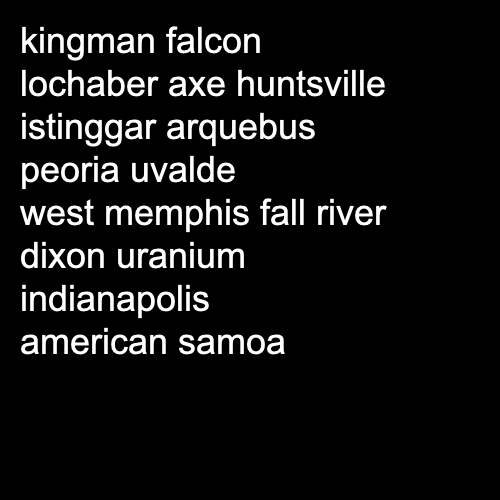 kingman falcon
lochaber axe huntsville
istinggar arquebus
peoria uvalde
west memphis fall river
dixon uranium
indianapolis
american samoa